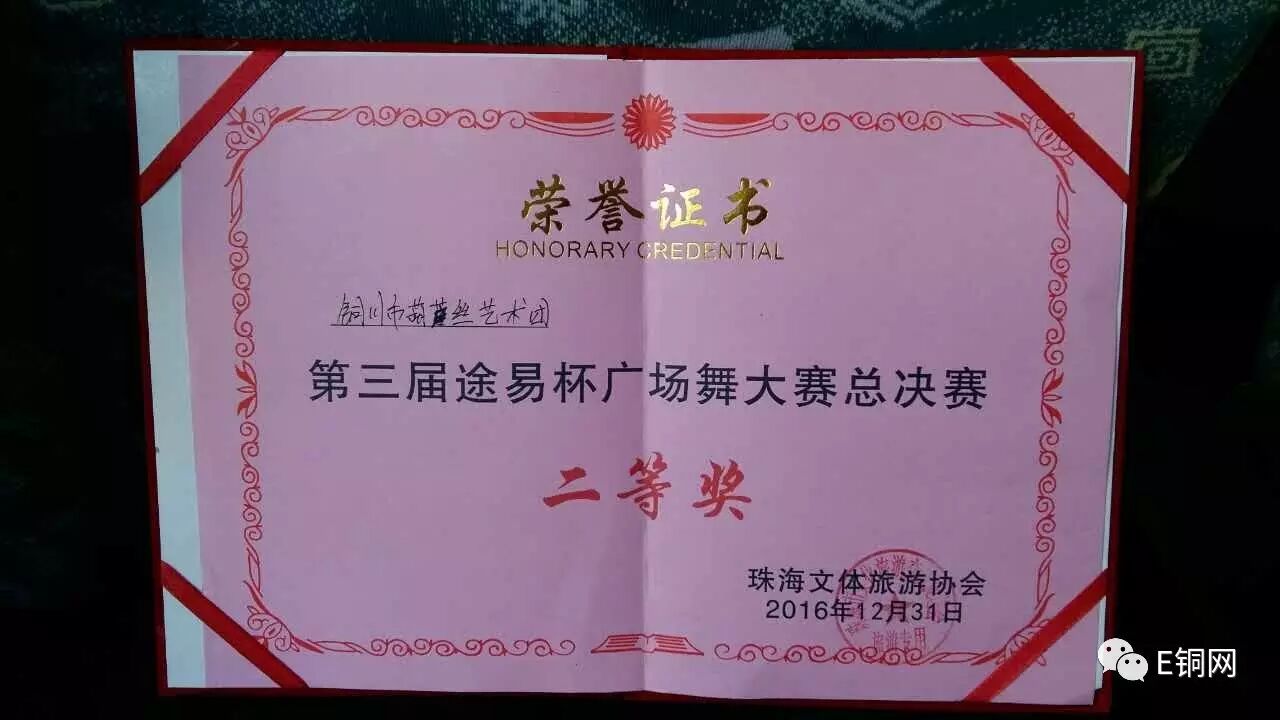 荣誉证书
HONORARY CREDENTIAL
铜川市葫芦丝艺术团
第三届途易杯广场舞大赛总决赛
二等奖
珠海文体旅游协会
2016年12月31日
E铜网